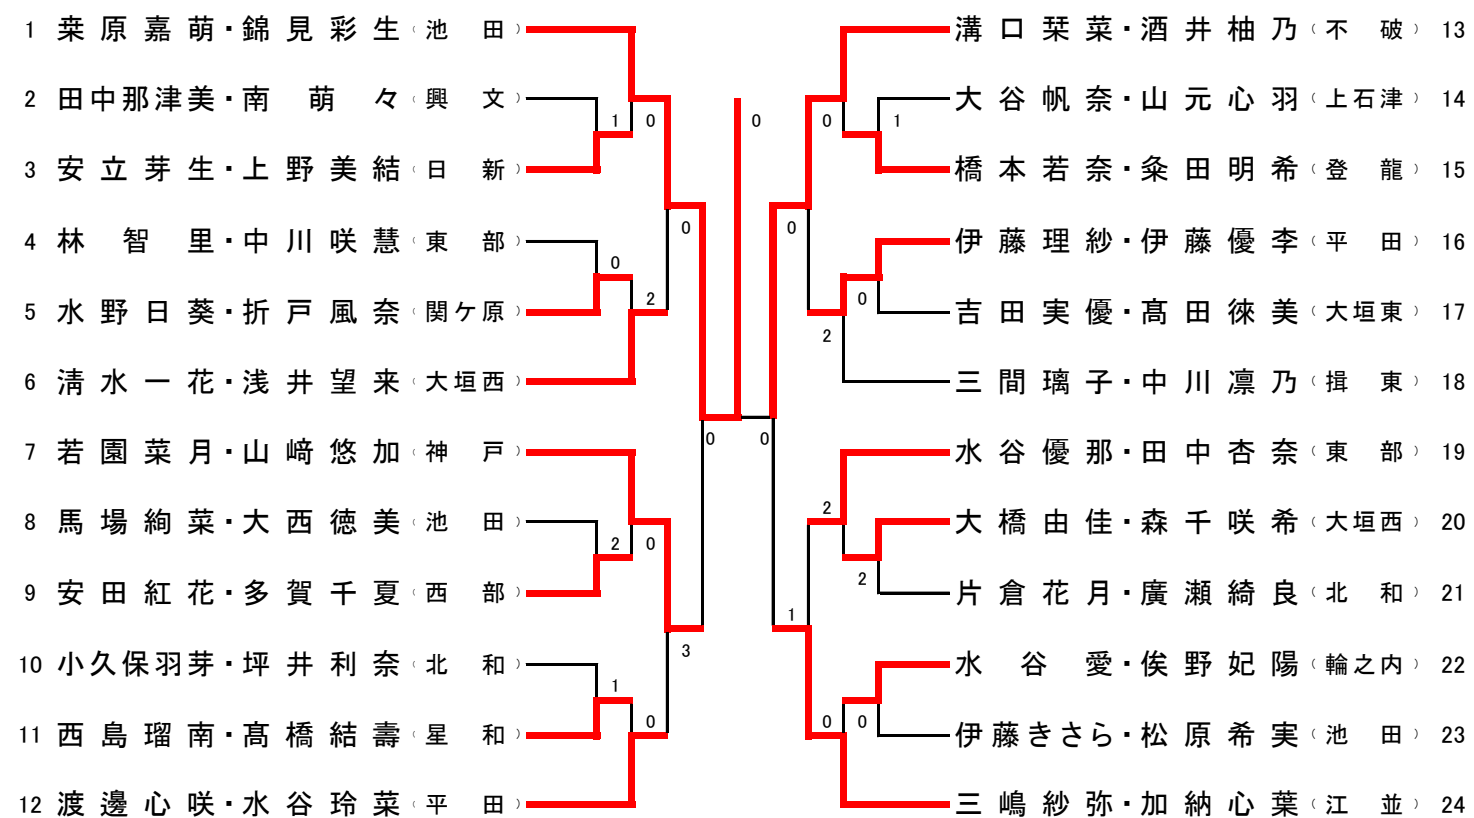 1 桒原嘉萌・錦見彩生（池田）
2 田中那津美・南萌々（興文）
3 安立芽生・上野美結（日新）
4 林智里・中川咲慧（東部）
5 水野日葵・折戸風奈（関ケ原）
6 淸水一花・浅井望来（大垣西）
7 若園菜月・山﨑悠加（神戸）
8 馬場絢菜・大西徳美（池田）
9 安田紅花・多賀千夏（西部）
10 小久保羽芽・坪井利奈（北和）
11 西島瑠南・髙橋結壽（星和）
12 渡邊心咲・水谷玲菜（平田）
1
0
0
0
2
2
0
3
1
0
0
0
0
0
1
0
0
2
2
2
1
0
0
溝口栞菜・酒井柚乃（不破） 13
大谷帆奈・山元心羽（上石津） 14
橋本若奈・粂田明希（登龍） 15
伊藤理紗・伊藤優李（平田） 16
吉田実優・髙田徠美（大垣東） 17
三間璃子・中川凛乃（揖東） 18
水谷優那・田中杏奈（東部） 19
大橋由佳・森千咲希（大垣西） 20
片倉花月・廣瀬綺良（北和） 21
水谷愛・俟野妃陽（輪之内） 22
伊藤きさら・松原希実（池田） 23
三嶋紗弥・加納心葉（江並） 24